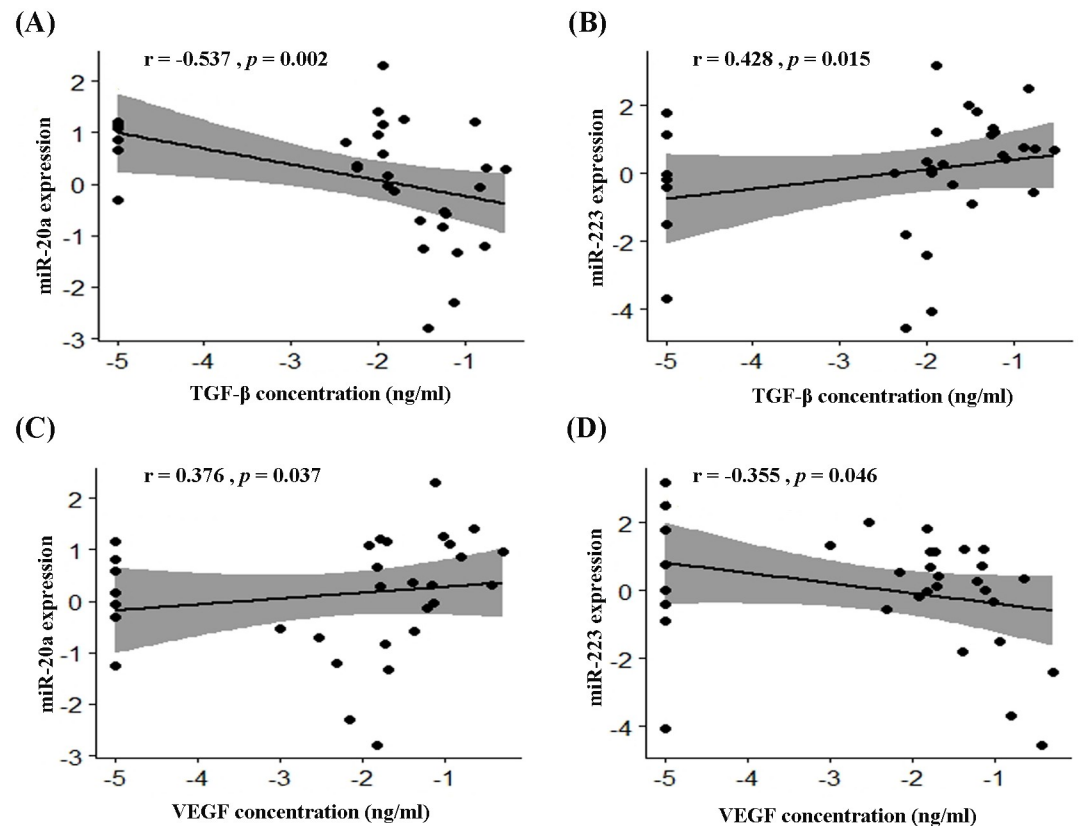 (A)
r = -0.537 , p = 0.002
miR-20a expression
2
1
0
-1
-2
-3
-5 -4 -3 -2 -1
TGF-β concentration (ng/ml)
(B)
r = 0.428 , p = 0.015
miR-223 expression
2
0
-2
-4
-5 -4 -3 -2 -1
TGF-β concentration (ng/ml)
(C)
r = 0.376 , p = 0.037
miR-20a expression
2
1
0
-1
-2
-3
-5 -4 -3 -2 -1
VEGF concentration (ng/ml)
(D)
r = -0.355 , p = 0.046
miR-223 expression
2
0
-2
-4
-5 -4 -3 -2 -1
VEGF concentration (ng/ml)